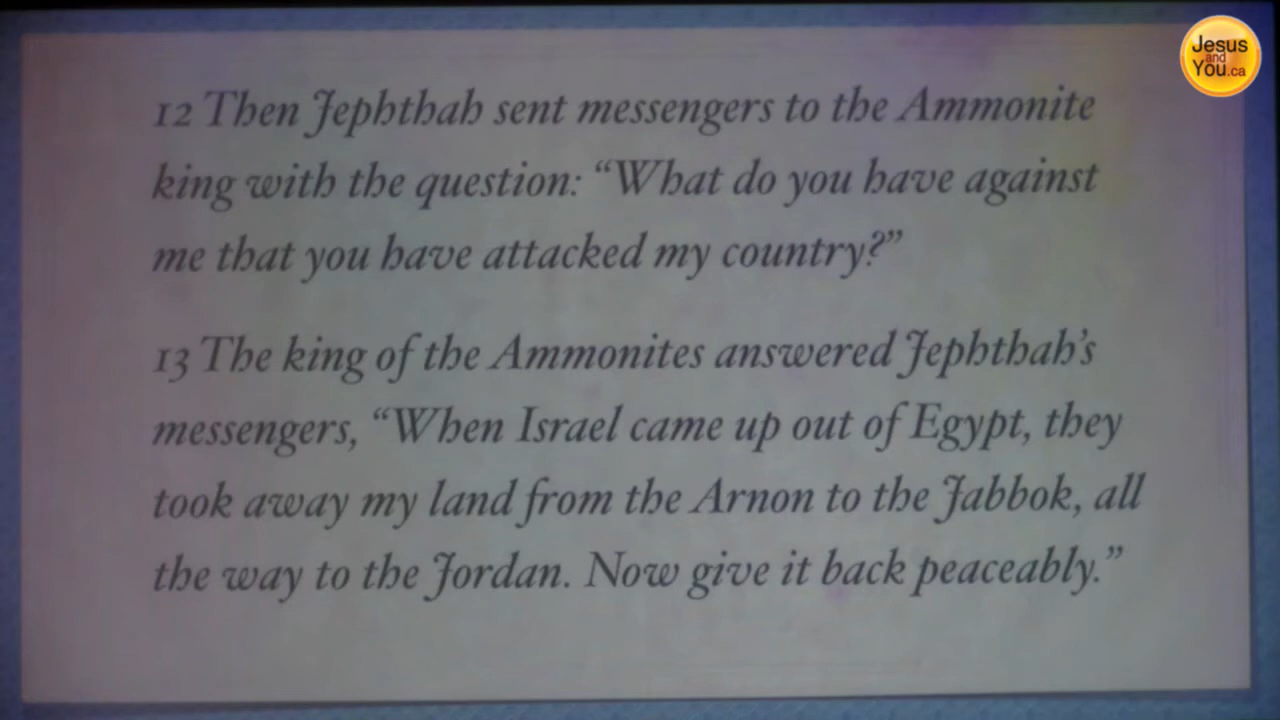 Jesus
and
You.ca
12 Then Jephthah sent messengers to the Ammonite
king with the question: “What do you have against
me that you have attacked my country?”
13 The king of the Ammonites answered Jephthah’s
messengers, “When Israel came up out of Egypt, they
took away my land from the Arnon to the Jabbok, all
the way to the Jordan. Now give it back peaceably.”